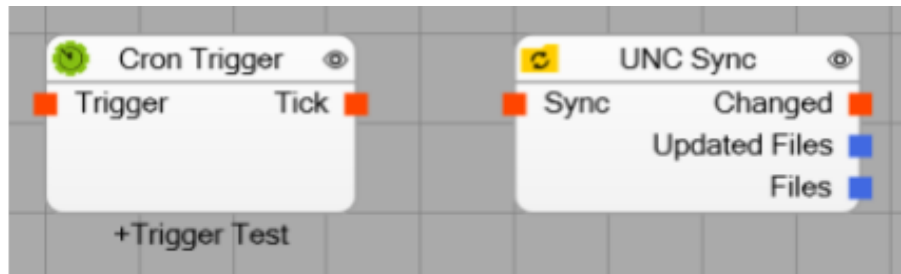 Cron Trigger
Trigger Tick
+Trigger Test
UNC Sync
Sync Changed
Updated Files
Files